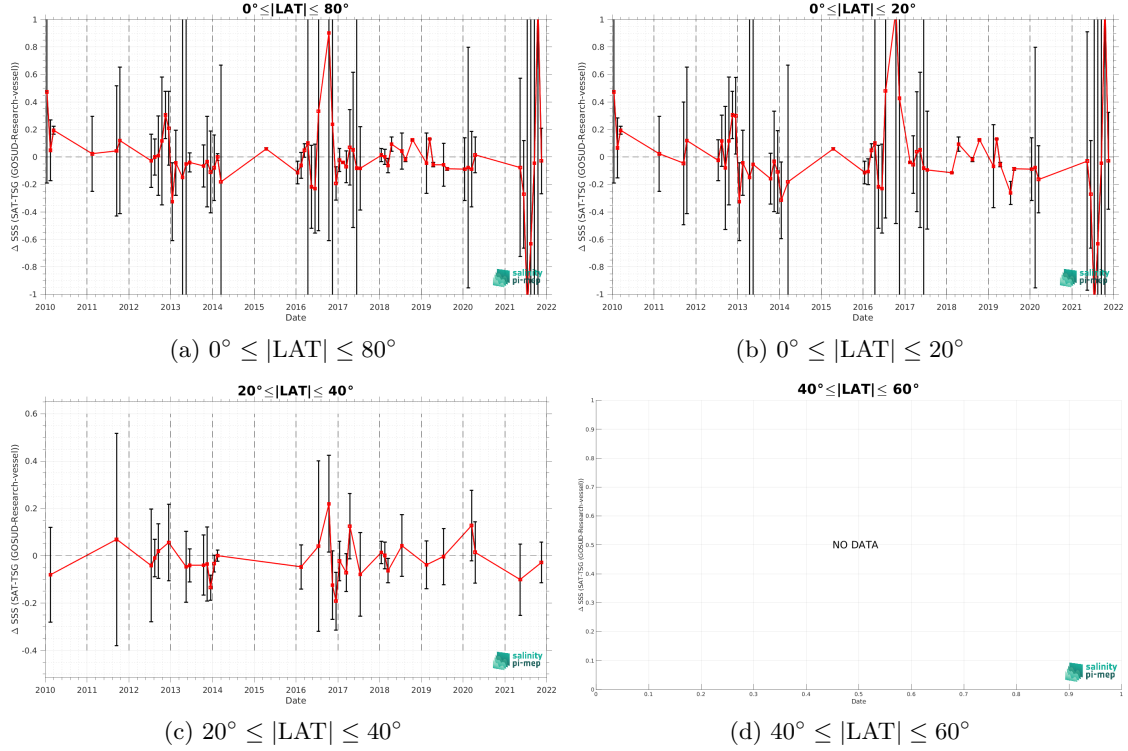 0°≤|LAT|≤ 80°
Δ SSS (SAT-TSG (GOSUD-Research-vessel))
1
0.8
0.6
0.4
0.2
0
-0.2
-0.4
-0.6
-0.8
-1
2010 2011 2012 2013 2014 2015 2016 2017 2018 2019 2020 2021 2022
Date
salinity
pi-mep
(a) 0° ≤ |LAT| ≤ 80°
0°≤|LAT|≤ 20°
Δ SSS (SAT-TSG (GOSUD-Research-vessel))
1
0.8
0.6
0.4
0.2
0
-0.2
-0.4
-0.6
-0.8
-1
2010 2011 2012 2013 2014 2015 2016 2017 2018 2019 2020 2021 2022
Date
salinity
pi-mep
(b) 0° ≤ |LAT| ≤ 20°
20°≤|LAT|≤ 40°
Δ SSS (SAT-TSG (GOSUD-Research-vessel))
0.6
0.4
0.2
0
-0.2
-0.4
2010 2011 2012 2013 2014 2015 2016 2017 2018 2019 2020 2021 2022
Date
salinity
pi-mep
(c) 20° ≤ |LAT| ≤ 40°
40°≤|LAT|≤ 60°
Δ SSS (SAT-TSG (GOSUD-Research-vessel))
1
0.9
0.8
0.7
0.6
0.5
0.4
0.3
0.2
0.1
0
NO DATA
0 0.1 0.2 0.3 0.4 0.5 0.6 0.7 0.8 0.9 1
Date
salinity
pi-mep
(d) 40° ≤ |LAT| ≤ 60°